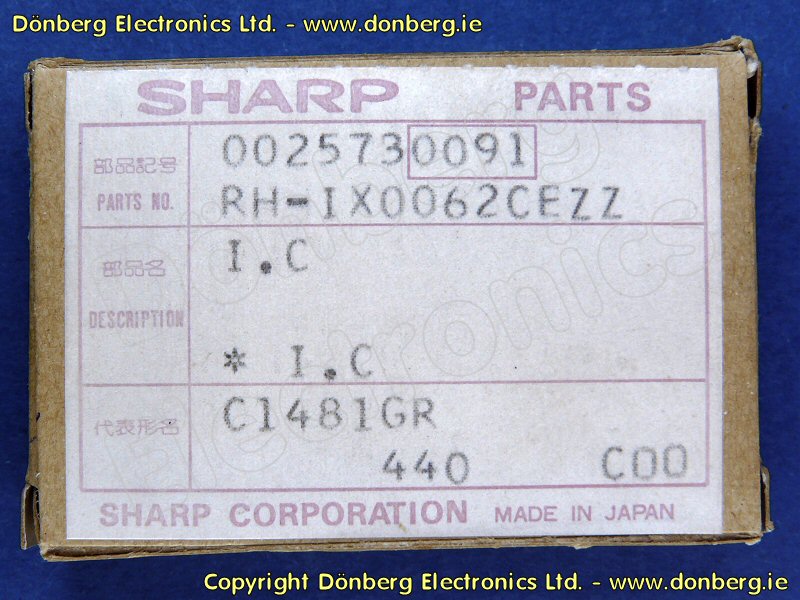 Dönberg Electronics Ltd. - www.donberg.ie
SHARP PARTS
部品記号 0025730091
PARTS NO. RH-IX0062CEZZ
部品名 I.C
DESCRIPTION
* I.C
代表形名 C1481GR
440 C00
SHARP CORPORATION MADE IN JAPAN
Dönberg Electronics
Copyright Dönberg Electronics Ltd. - www.donberg.ie